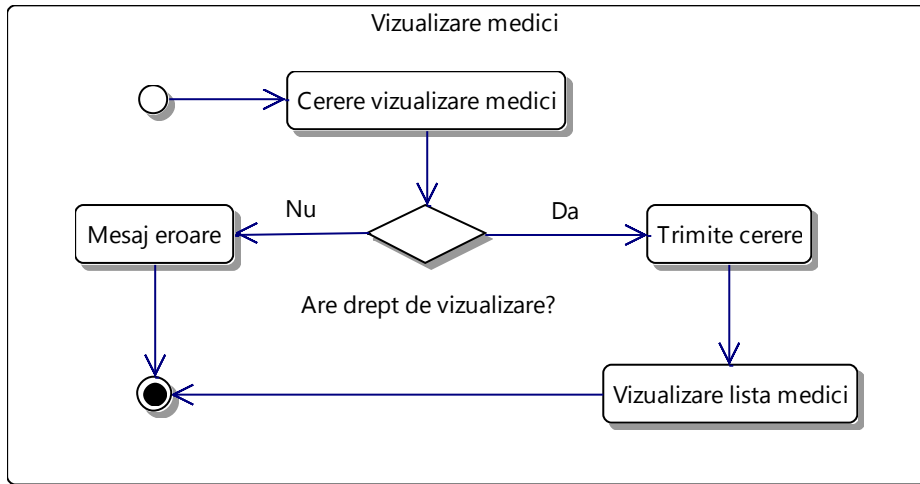 Vizualizare medici
Cerere vizualizare medici
Nu
Da
Mesaj eroare
Trimite cerere
Are drept de vizualizare?
Vizualizare lista medici